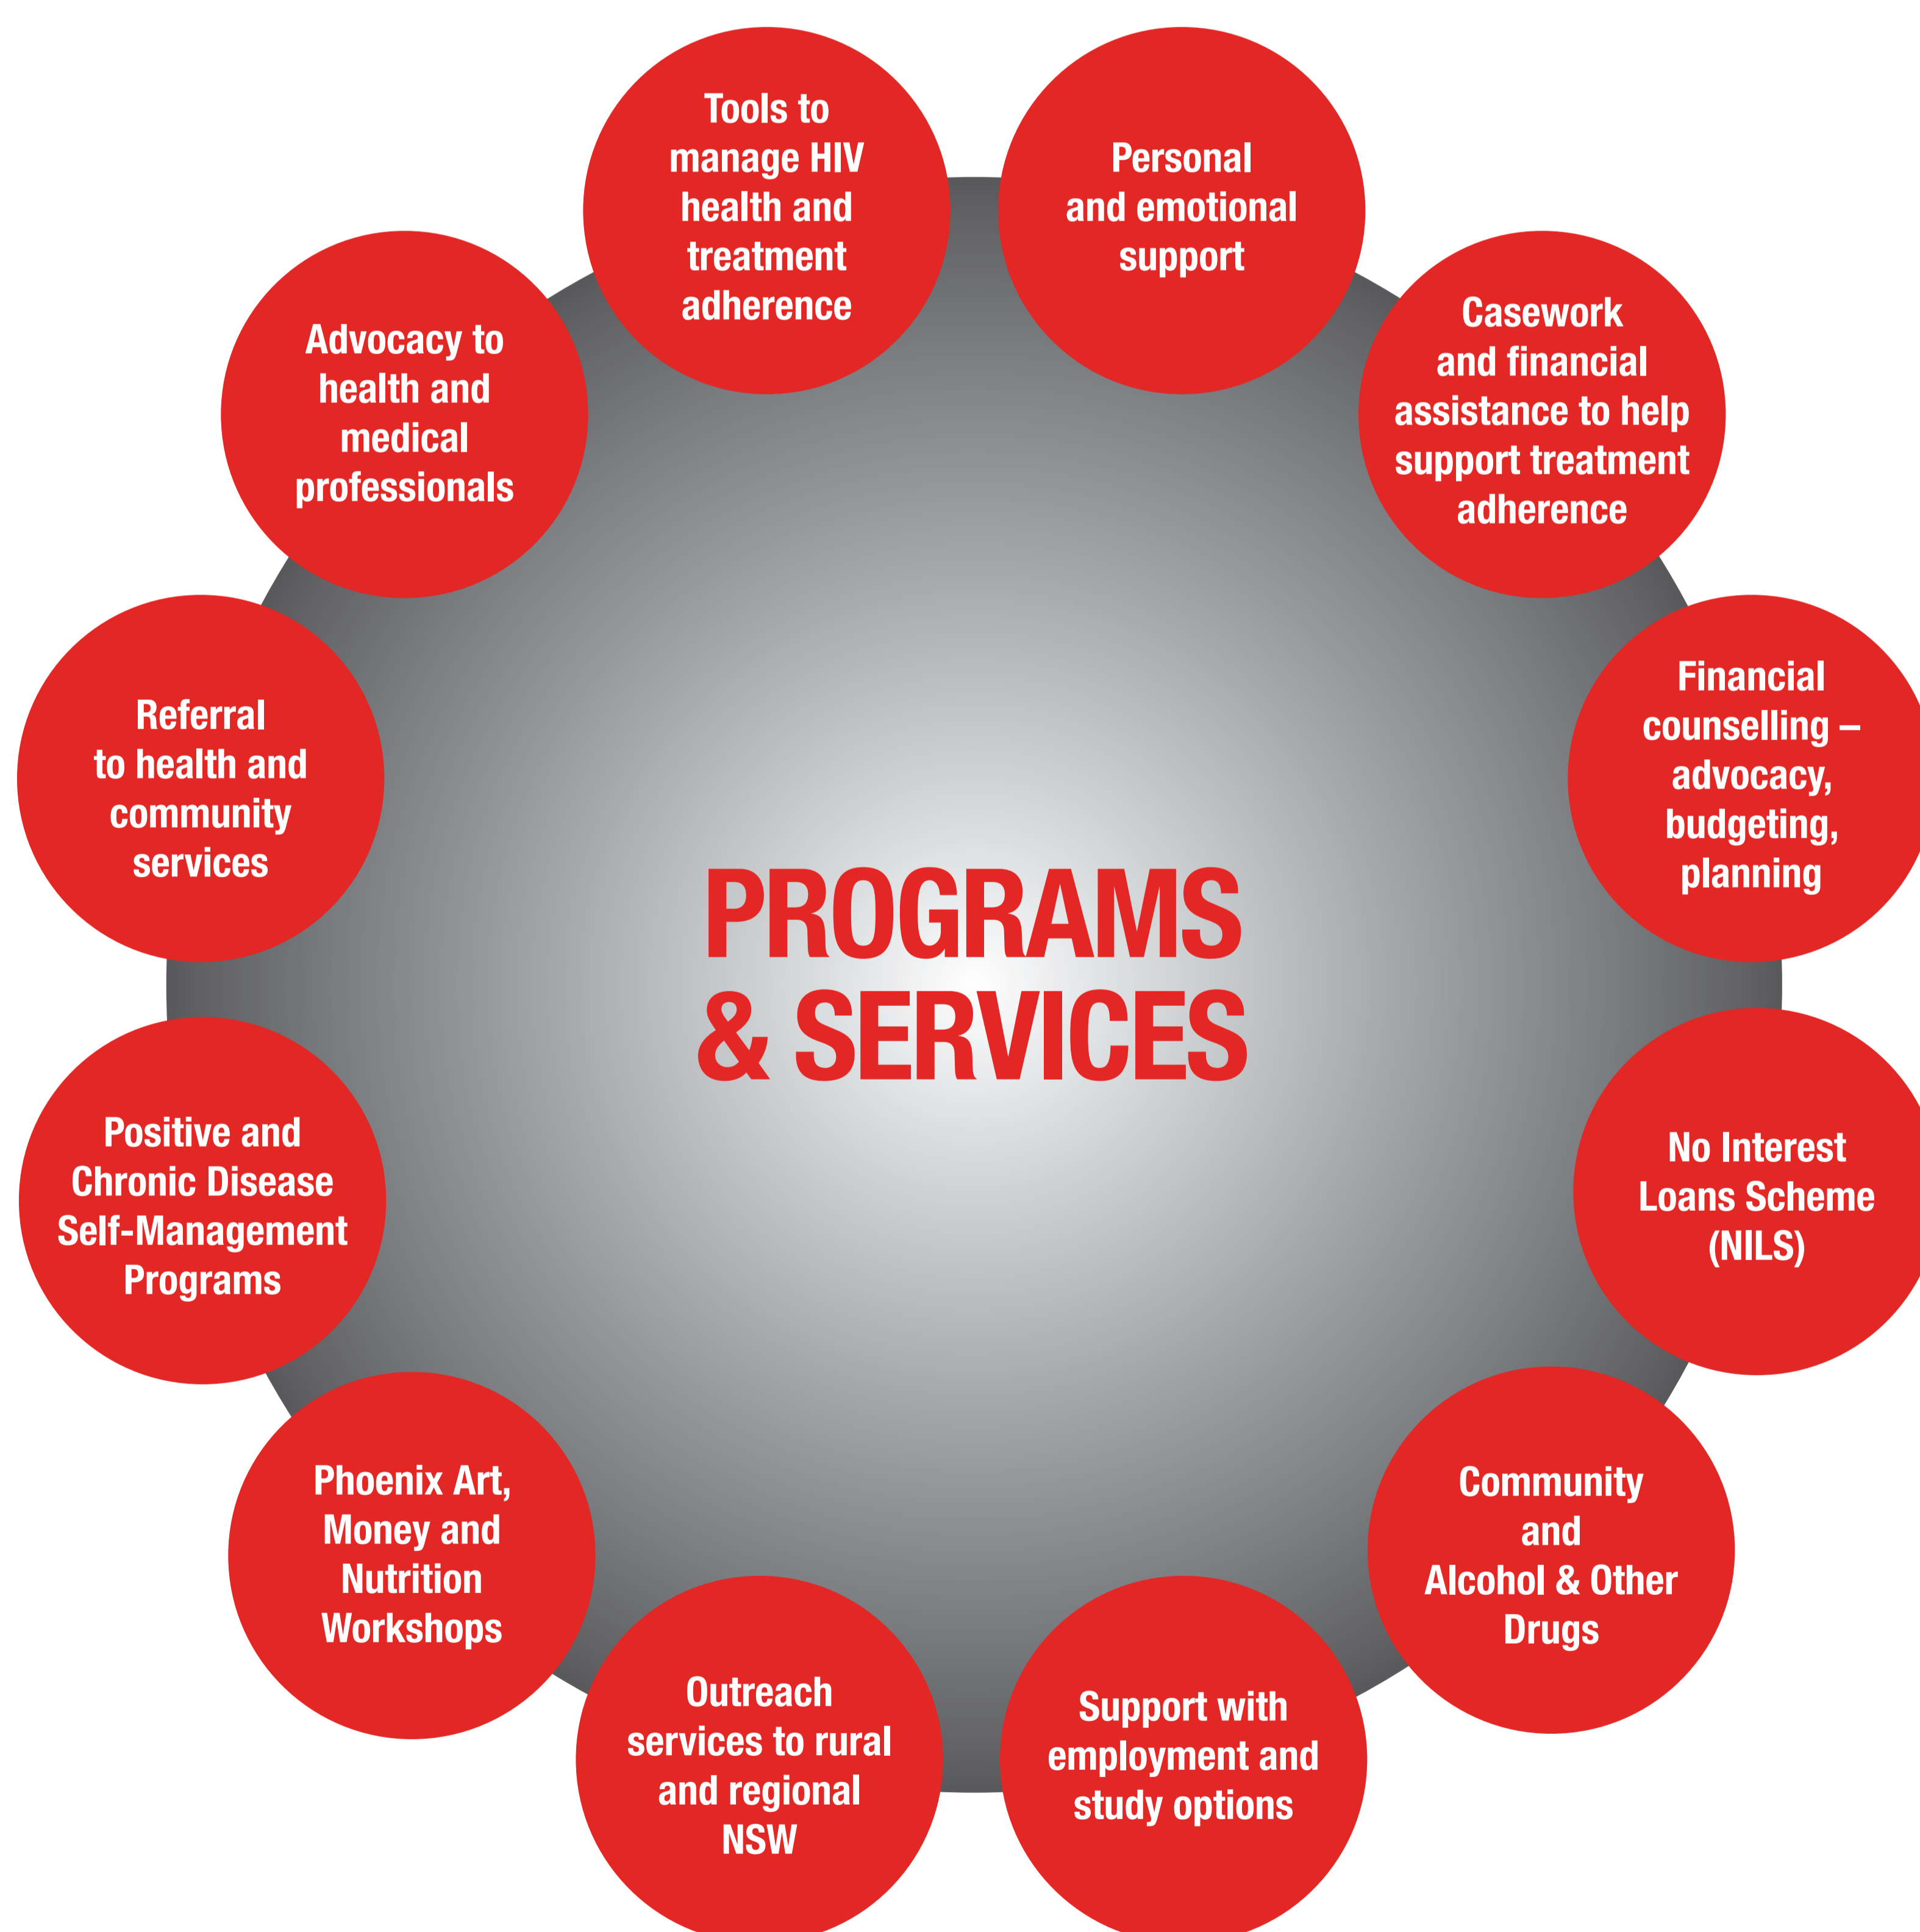 Tools to
manage HIV
health and
treatment
adherence
Personal
and emotional
support
Casework
and financial
assistance to help
support treatment
adherence
Financial
counselling –
advocacy,
budgeting,
planning
No Interest
Loans Scheme
(NILS)
Community
and
Alcohol & Other
Drugs
Support with
employment and
study options
Outreach
services to rural
and regional
NSW
Phoenix Art,
Money and
Nutrition
Workshops
Positive and
Chronic Disease
Self-Management
Programs
Referral
to health and
community
services
Advocacy to
health and
medical
professionals
PROGRAMS
& SERVICES